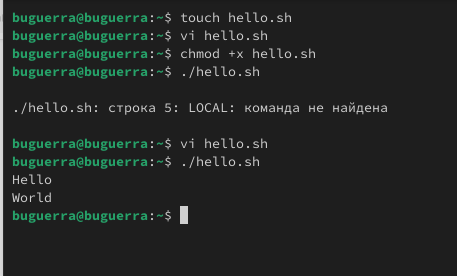 buguerra@buguerra:~$ touch hello.sh
buguerra@buguerra:~$ vi hello.sh
buguerra@buguerra:~$ chmod +x hello.sh
buguerra@buguerra:~$ ./hello.sh
./hello.sh: строка 5: LOCAL: команда не найдена
buguerra@buguerra:~$ vi hello.sh
buguerra@buguerra:~$ ./hello.sh
Hello
World
buguerra@buguerra:~$